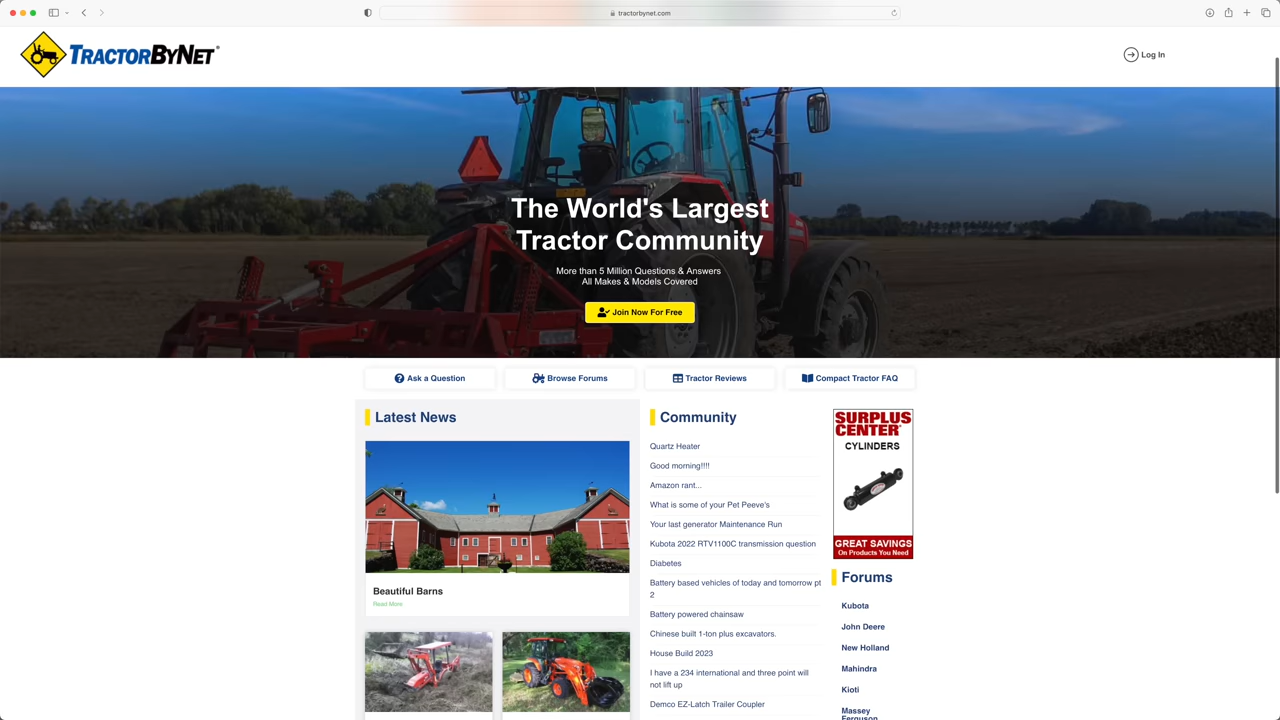 tractorbynet.com
TRACTORBYNET®
Log In
The World's Largest
Tractor Community
More than 5 Million Questions & Answers
All Makes & Models Covered
Join Now For Free
Ask a Question
Browse Forums
Tractor Reviews
Compact Tractor FAQ
Latest News
Beautiful Barns
Read More
Community
Quartz Heater
Good morning!!!!
Amazon rant...
What is some of your Pet Peeve's
Your last generator Maintenance Run
Kubota 2022 RTV1100C transmission question
Diabetes
Battery based vehicles of today and tomorrow pt
2
Battery powered chainsaw
Chinese built 1-ton plus excavators.
House Build 2023
I have a 234 international and three point will
not lift up
Demco EZ-Latch Trailer Coupler
SURPLUS
CENTER
CYLINDERS
GREAT SAVINGS
On Products You Need
Forums
Kubota
John Deere
New Holland
Mahindra
Kioti
Massey
Ferguson